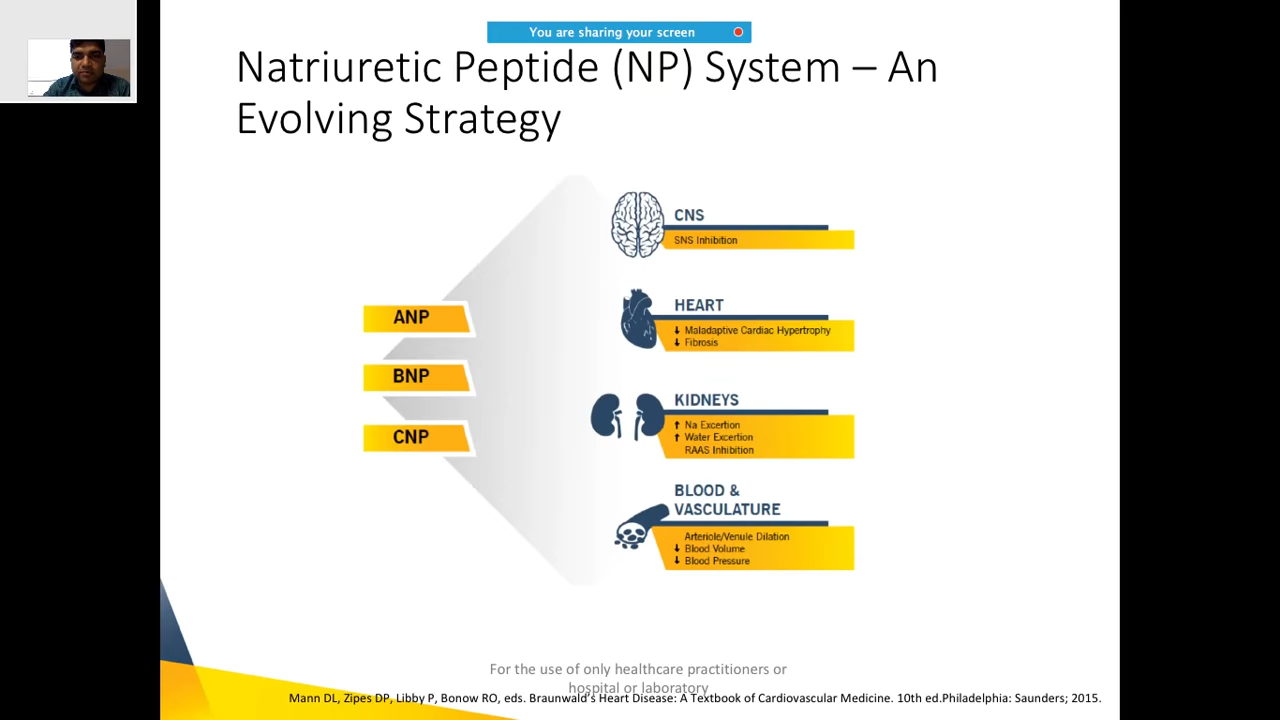 You are sharing your screen
Natriuretic Peptide (NP) System – An
Evolving Strategy
ANP
BNP
CNP
CNS
SNS Inhibition
HEART
↓ Maladaptive Cardiac Hypertrophy
↓ Fibrosis
KIDNEYS
↑ Na Excertion
↑ Water Excertion
RAAS Inhibition
BLOOD &
VASCULATURE
Arteriole/Venule Dilation
↓ Blood Volume
↓ Blood Pressure
For the use of only healthcare practitioners or
hospital or laboratory
Mann DL, Zipes DP, Libby P, Bonow RO, eds. Braunwald's Heart Disease: A Textbook of Cardiovascular Medicine. 10th ed.Philadelphia: Saunders; 2015.